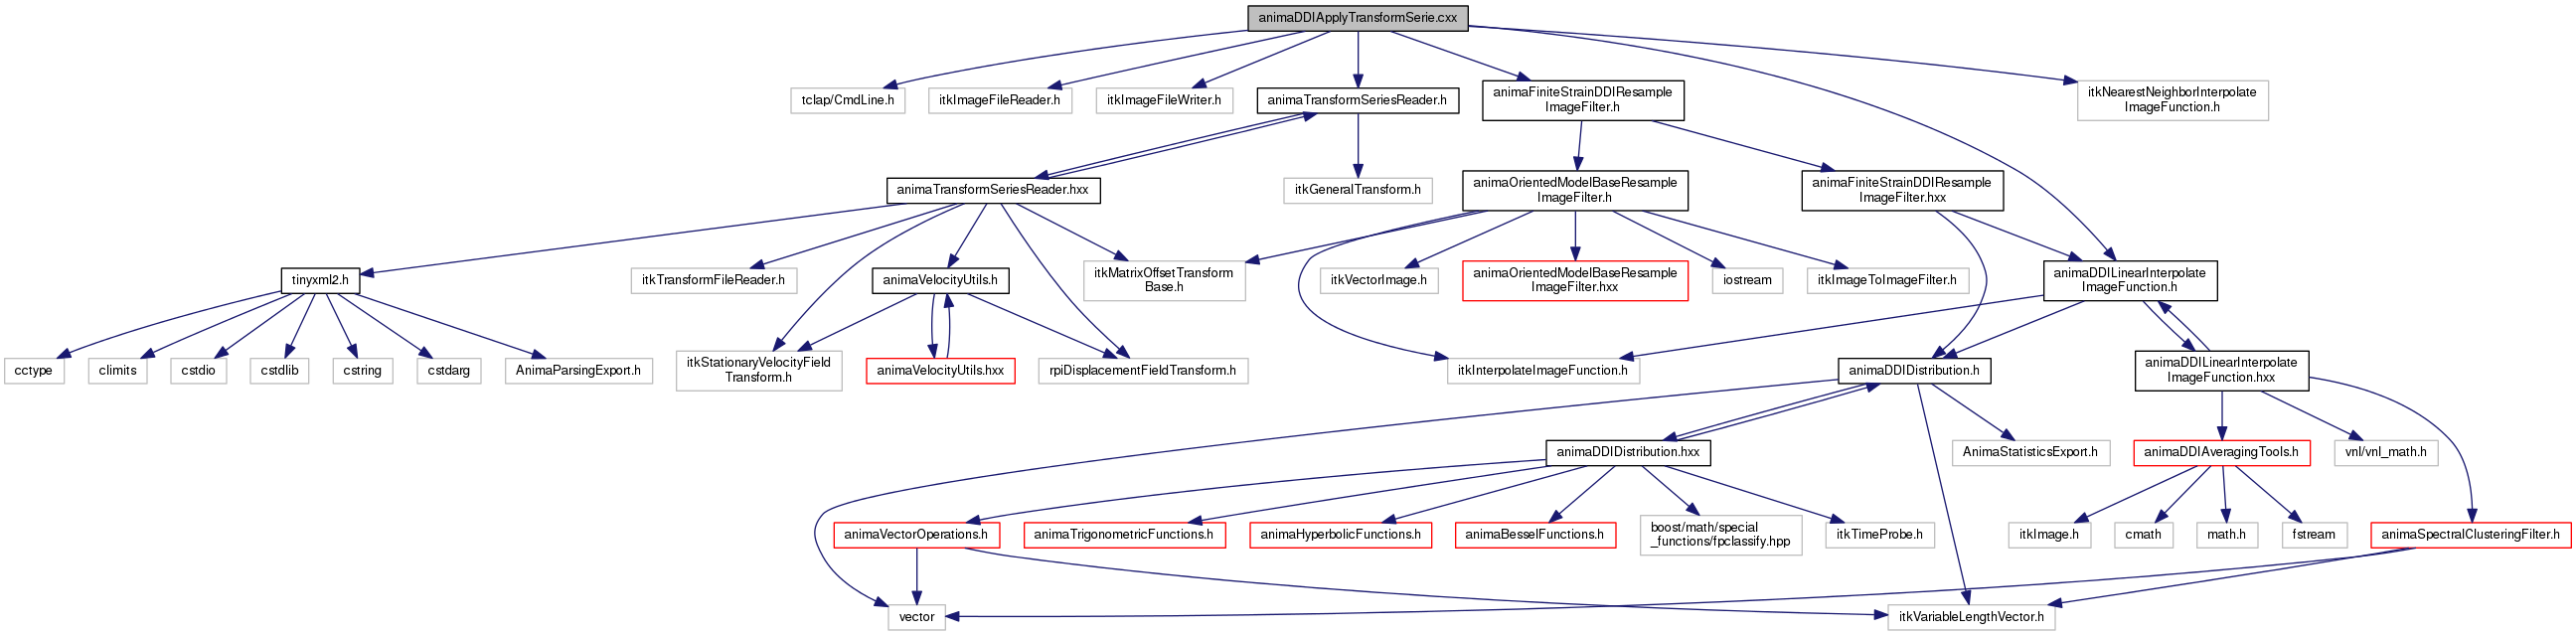 animaDDIApplyTransformSerie.cxx
tclap/CmdLine.h
itkImageFileReader.h
itkImageFileWriter.h
animaTransformSeriesReader.h
animaFiniteStrainDDIResample
ImageFilter.h
itkNearestNeighborInterpolate
ImageFunction.h
animaTransformSeriesReader.hxx
itkGeneralTransform.h
animaOrientedModelBaseResample
ImageFilter.h
animaFiniteStrainDDIResample
ImageFilter.hxx
tinyxml2.h
itkTransformFileReader.h
animaVelocityUtils.h
itkMatrixOffsetTransform
Base.h
itkVectorImage.h
animaOrientedModelBaseResample
ImageFilter.hxx
iostream
itkImageToImageFilter.h
animaDDILinearInterpolate
ImageFunction.h
cctype
climits
cstdio
cstdlib
cstring
cstdarg
AnimaParsingExport.h
itkStationaryVelocityField
Transform.h
animaVelocityUtils.hxx
rpiDisplacementFieldTransform.h
itkInterpolateImageFunction.h
animaDDIDistribution.h
animaDDILinearInterpolate
ImageFunction.hxx
animaDDIDistribution.hxx
AnimaStatisticsExport.h
animaDDIAveragingTools.h
vnl/vnl_math.h
animaVectorOperations.h
animaTrigonometricFunctions.h
animaHyperbolicFunctions.h
animaBesselFunctions.h
boost/math/special
_functions/fpclassify.hpp
itkTimeProbe.h
itkImage.h
cmath
math.h
fstream
animaSpectralClusteringFilter.h
vector
itkVariableLengthVector.h